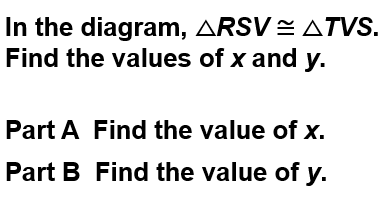 In the diagram, △RSV ≅ △TVS.
Find the values of x and y.
Part A Find the value of x.
Part B Find the value of y.